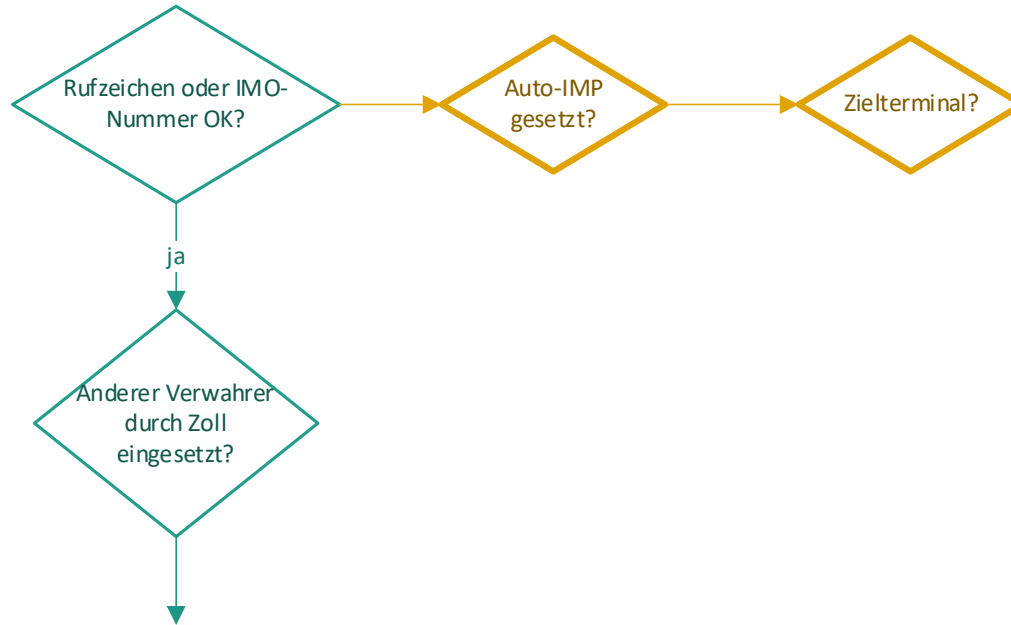 Rufzeichen oder IMO-
Nummer OK?
Auto-IMP
gesetzt?
Zielterminal?
ja
Anderer Verwahrer
durch Zoll
eingesetzt?